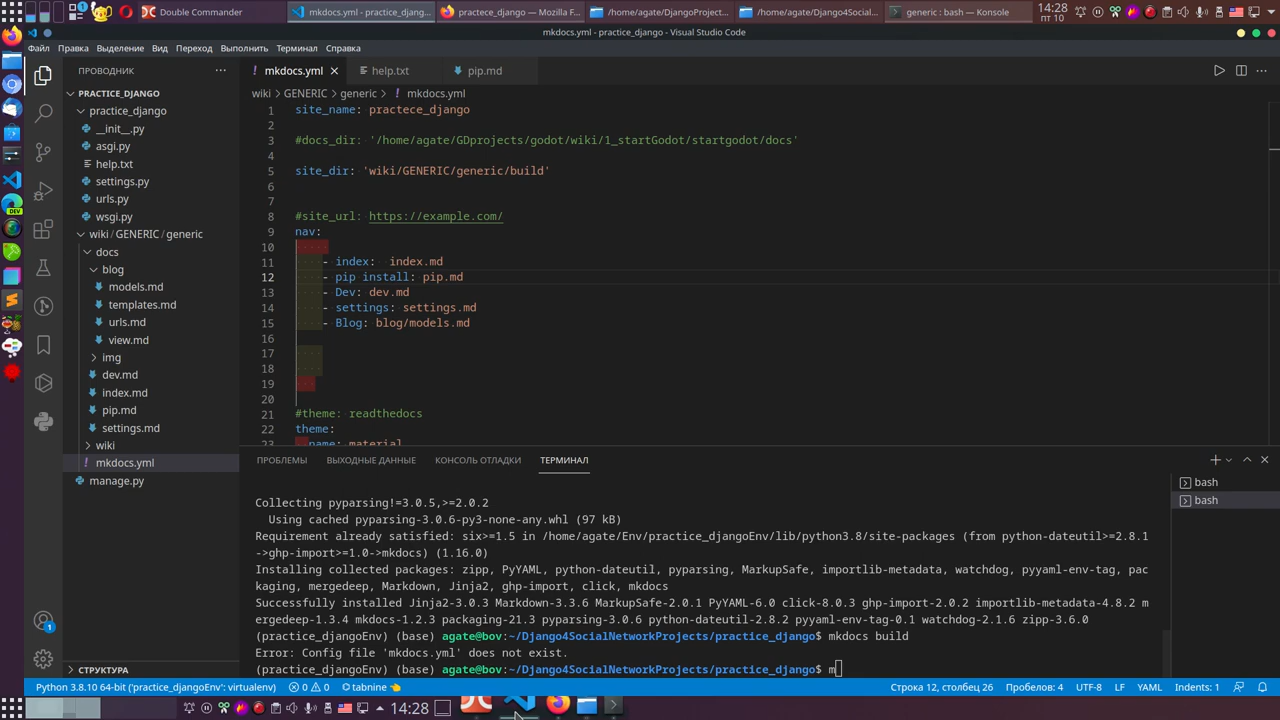 Double Commander
mkdocs.yml - practice_djang...
practece_django — Mozilla F...
/home/agate/DjangoProject...
/home/agate/Django4Social...
generic : bash — Konsole
14:28
пт 10
mkdocs.yml - practice_django - Visual Studio Code
Файл Правка Выделение Вид Переход Выполнить Терминал Справка
ПРОВОДНИК
mkdocs.yml
help.txt
pip.md
PRACTICE_DJANGO
wiki > GENERIC > generic > ! mkdocs.yml
practice_django
__init__.py
asgi.py
help.txt
settings.py
urls.py
wsgi.py
wiki / GENERIC / generic
docs
blog
models.md
templates.md
urls.md
view.md
img
dev.md
index.md
pip.md
settings.md
wiki
! mkdocs.yml
manage.py
СТРУКТУРА
DEV
1 site_name: practece_django
2
3 #docs_dir: '/home/agate/GDprojects/godot/wiki/1_startGodot/startgodot/docs'
4
5 site_dir: 'wiki/GENERIC/generic/build'
6
7
8 #site_url: https://example.com/
9 nav:
10
11 - index: index.md
12 - pip install: pip.md
13 - Dev: dev.md
14 - settings: settings.md
15 - Blog: blog/models.md
16
17
18
19
20
21 #theme: readthedocs
22 theme:
23 name: material
ПРОБЛЕМЫ ВЫХОДНЫЕ ДАННЫЕ КОНСОЛЬ ОТЛАДКИ ТЕРМИНАЛ
bash
bash
Collecting pyparsing!=3.0.5,>=2.0.2
Using cached pyparsing-3.0.6-py3-none-any.whl (97 kB)
Requirement already satisfied: six>=1.5 in /home/agate/Env/practice_djangoEnv/lib/python3.8/site-packages (from python-dateutil>=2.8.1
->ghp-import>=1.0->mkdocs) (1.16.0)
Installing collected packages: zipp, PyYAML, python-dateutil, pyparsing, MarkupSafe, importlib-metadata, watchdog, pyyaml-env-tag, pac
kaging, mergedeep, Markdown, Jinja2, ghp-import, click, mkdocs
Successfully installed Jinja2-3.0.3 Markdown-3.3.6 MarkupSafe-2.0.1 PyYAML-6.0 click-8.0.3 ghp-import-2.0.2 importlib-metadata-4.8.2 m
ergedeep-1.3.4 mkdocs-1.2.3 packaging-21.3 pyparsing-3.0.6 python-dateutil-2.8.2 pyyaml-env-tag-0.1 watchdog-2.1.6 zipp-3.6.0
(practice_djangoEnv) (base) agate@bov:~/Django4SocialNetworkProjects/practice_django$ mkdocs build
Error: Config file 'mkdocs.yml' does not exist.
(practice_djangoEnv) (base) agate@bov:~/Django4SocialNetworkProjects/practice_django$ m
1
Python 3.8.10 64-bit ('practice_djangoEnv': virtualenv) 0 0 tabnine
Строка 12, столбец 26 Пробелов: 4 UTF-8 LF YAML Indents: 1
14:28